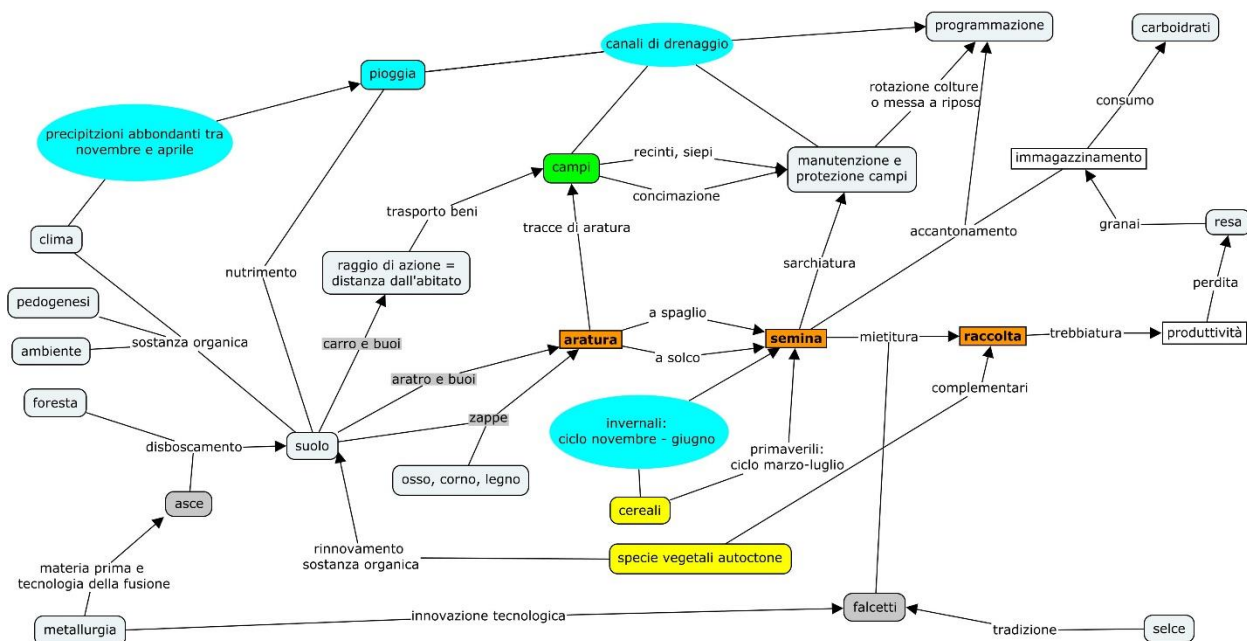 programmazione
carboidrati
canali di drenaggio
pioggia
rotazione colture
o messa a riposo
consumo
precipitzioni abbondanti tra
novembre e aprile
recinti, siepi
campi
concimazione
manutenzione e
protezione campi
immagazzinamento
trasporto beni
tracce di aratura
accantonamento
granai
resa
clima
nutrimento
raggio di azione =
distanza dall'abitato
sarchiatura
perdita
pedogenesi
sostanza organica
ambiente
carro e buoi
aratura
a spaglio
a solco
semina
mietitura
raccolta
trebbiatura
produttività
aratro e buoi
complementari
foresta
zappe
invernali:
ciclo novembre - giugno
disboscamento
suolo
primaverili:
ciclo marzo-luglio
osso, corno, legno
asce
cereali
rinnovamento
sostanza organica
specie vegetali autoctone
materia prima e
tecnologia della fusione
metallurgia
innovazione tecnologica
falcetti
tradizione
selce